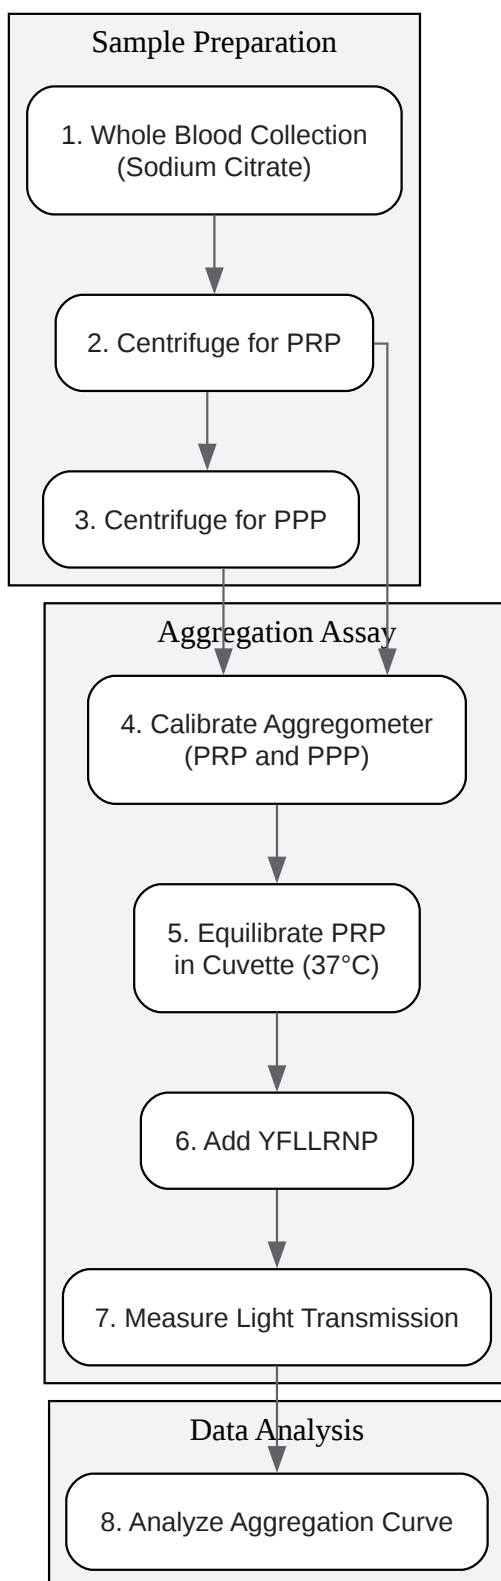 Sample Preparation
1. Whole Blood Collection
(Sodium Citrate)
2. Centrifuge for PRP
3. Centrifuge for PPP
Aggregation Assay
4. Calibrate Aggregometer
(PRP and PPP)
5. Equilibrate PRP
in Cuvette (37°C)
6. Add YFLLRNP
7. Measure Light Transmission
Data Analysis
8. Analyze Aggregation Curve